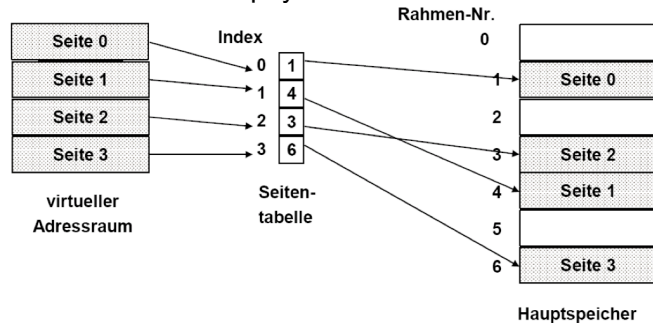 Rahmen-Nr.
Index
0
Seite 0
0
1
1
Seite 0
Seite 1
1
4
2
Seite 2
2
3
3
Seite 2
Seite 3
3
6
4
Seite 1
virtueller
Adressraum
Seiten-
tabelle
5
6
Seite 3
Hauptspeicher